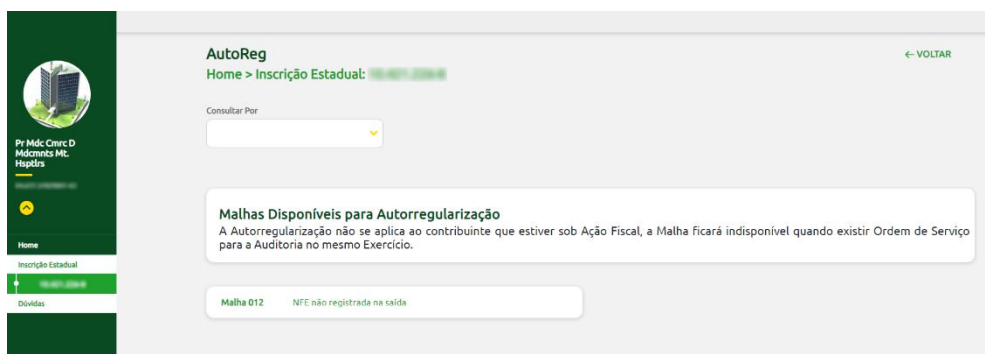 AutoReg
← VOLTAR
Home > Inscrição Estadual:
Consultar Por
Pr Mdc Cmrc D
Mdcmnts Mt.
Hsptlrs
Home
Inscrição Estadual
Dúvidas
Malhas Disponíveis para Autorregularização
A Autorregularização não se aplica ao contribuinte que estiver sob Ação Fiscal, a Malha ficará indisponível quando existir Ordem de Serviço
para a Auditoria no mesmo Exercício.
Malha 012 NFE não registrada na saída